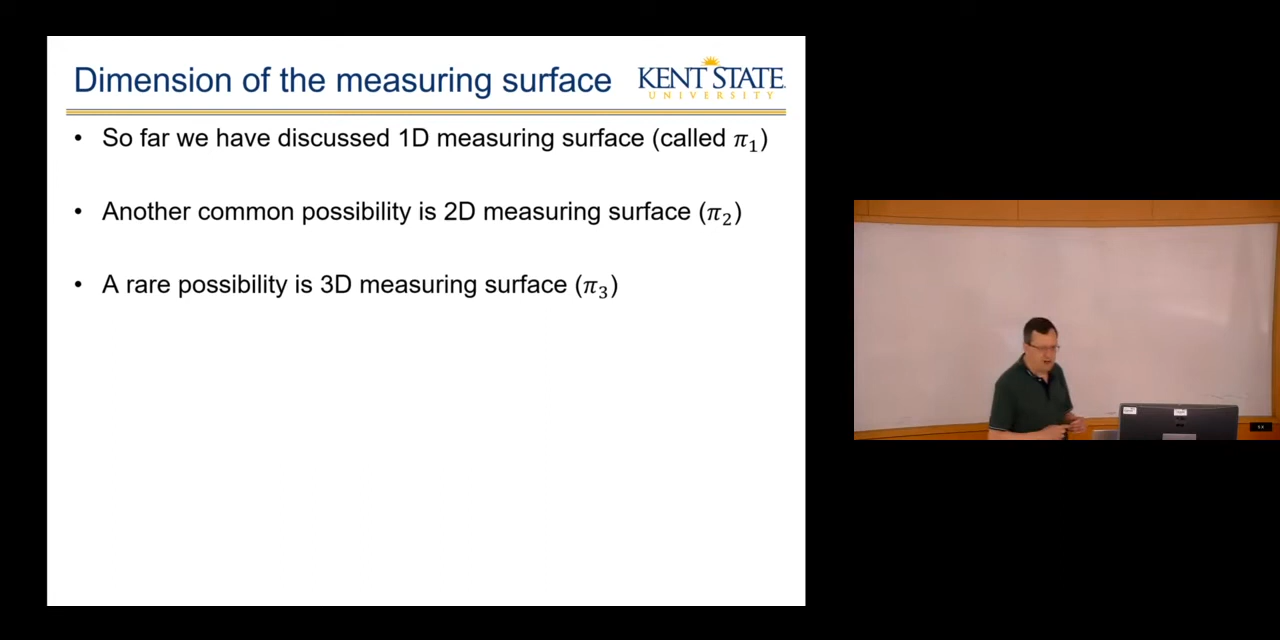 Dimension of the measuring surface
KENT STATE
UNIVERSITY
• So far we have discussed 1D measuring surface (called π₁)
• Another common possibility is 2D measuring surface (π₂)
• A rare possibility is 3D measuring surface (π₃)